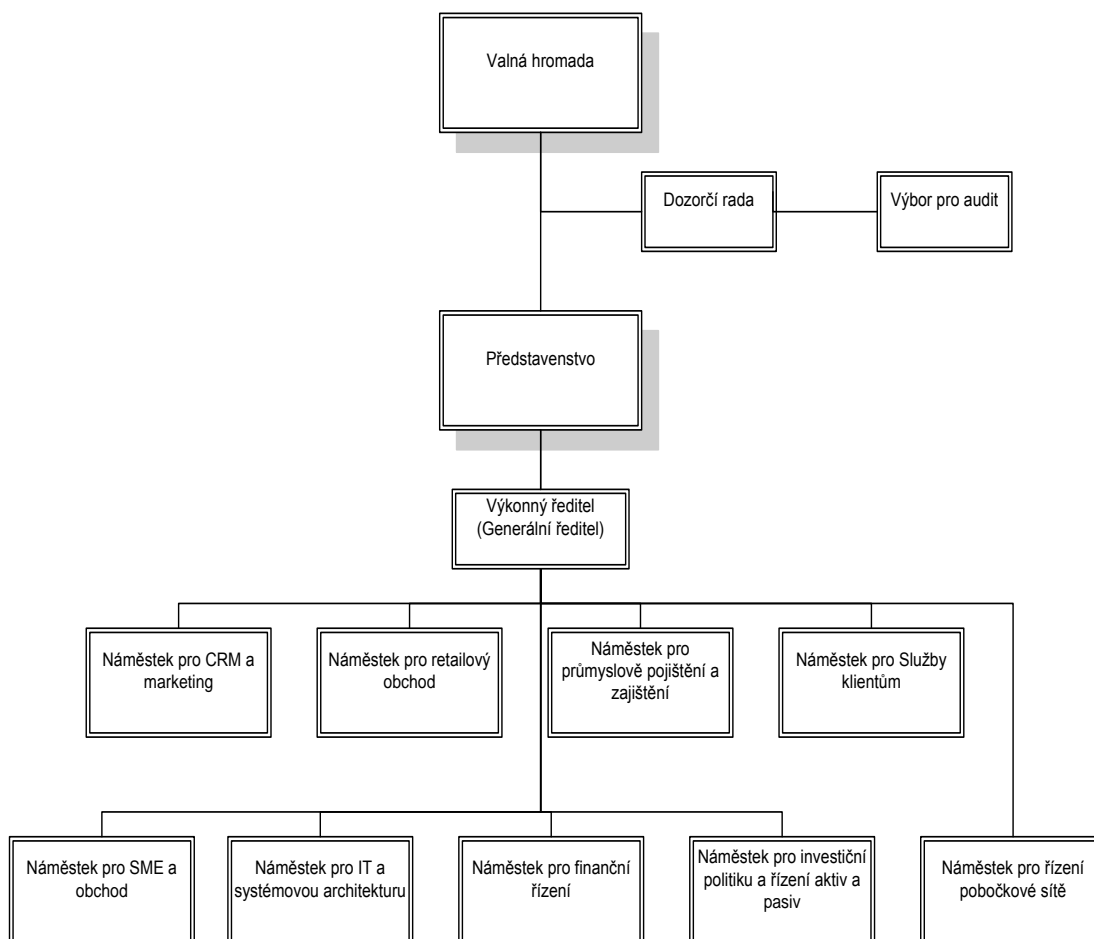 Valná hromada
Dozorčí rada
Výbor pro audit
Představenstvo
Výkonný ředitel
(Generální ředitel)
Náměstek pro CRM a
marketing
Náměstek pro retailový
obchod
Náměstek pro
průmyslově pojištění a
zajištění
Náměstek pro Služby
klientům
Náměstek pro SME a
obchod
Náměstek pro IT a
systémovou architekturu
Náměstek pro finanční
řízení
Náměstek pro investiční
politiku a řízení aktiv a
pasiv
Náměstek pro řízení
pobočkové sítě